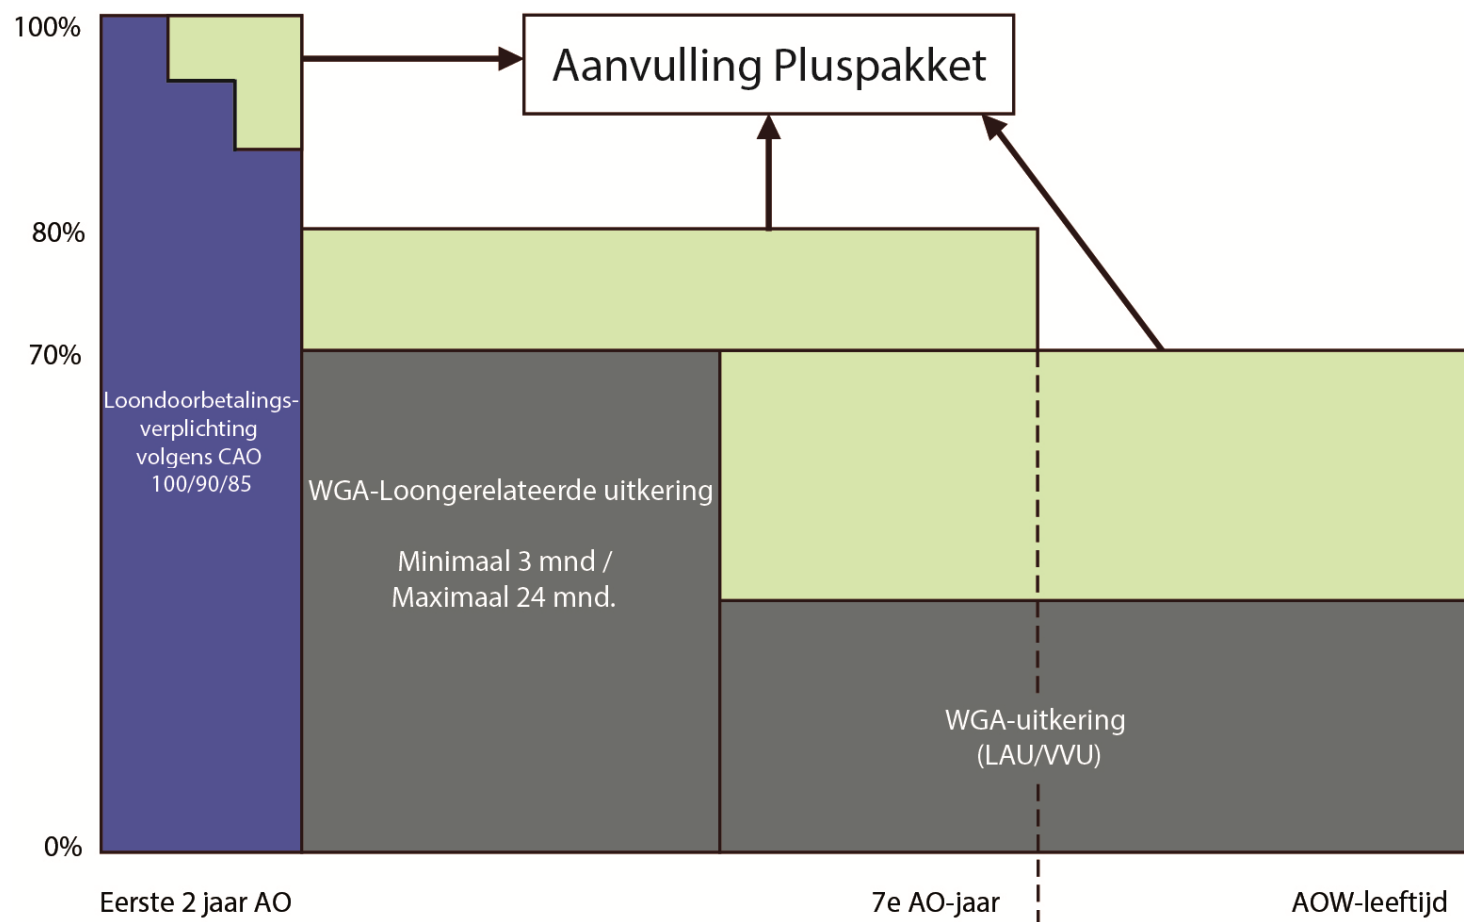 100%
Aanvulling Pluspakket
80%
70%
Loondoorbetalings-
verplichting
volgens CAO
100/90/85
WGA-Loongerelateerde uitkering
Minimaal 3 mnd /
Maximaal 24 mnd.
WGA-uitkering
(LAU/VVU)
0%
Eerste 2 jaar AO
7e AO-jaar
AOW-leeftijd